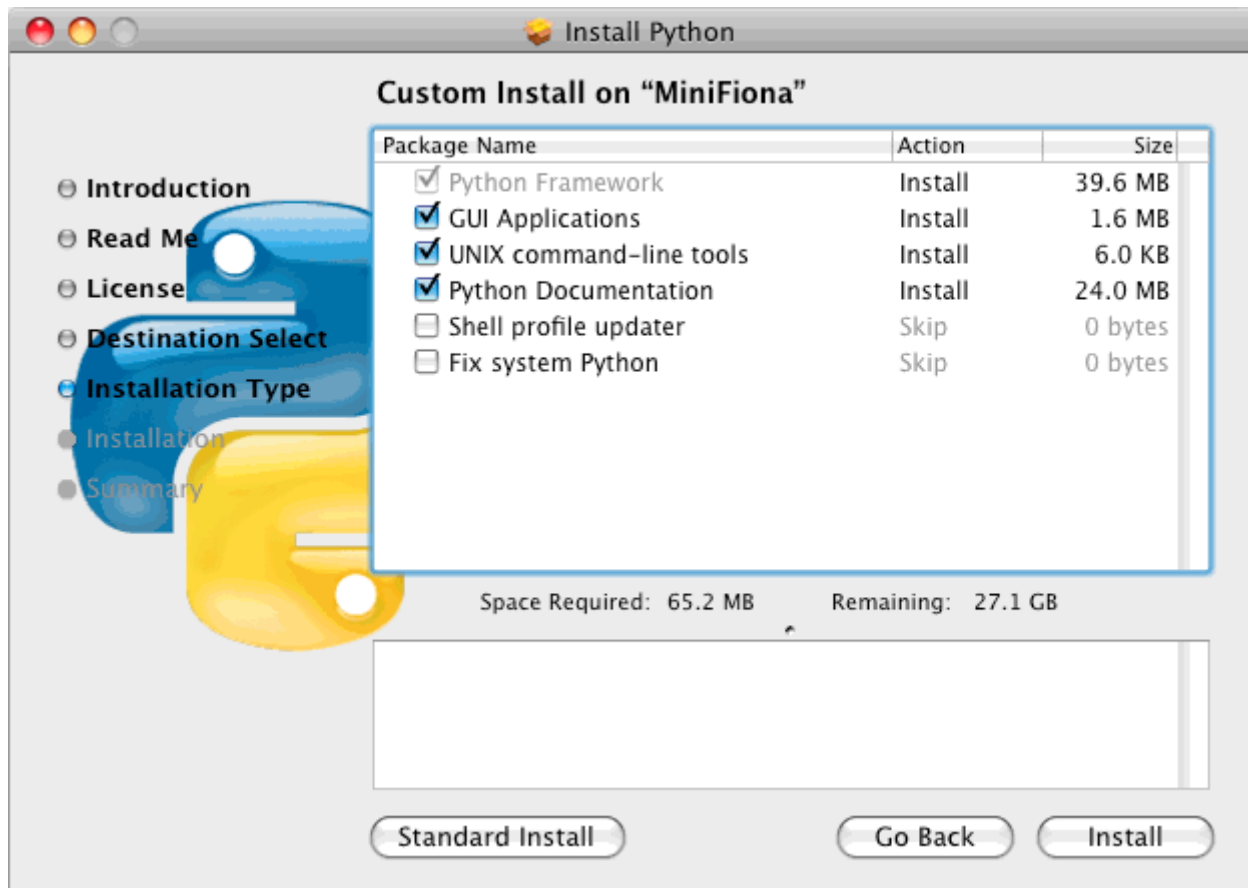 Install Python
Custom Install on “MiniFiona”
Introduction
Read Me
License
Destination Select
Installation Type
Installation
Summary
Package Name Action Size
Python Framework Install 39.6 MB
GUI Applications Install 1.6 MB
UNIX command-line tools Install 6.0 KB
Python Documentation Install 24.0 MB
Shell profile updater Skip 0 bytes
Fix system Python Skip 0 bytes
Space Required: 65.2 MB Remaining: 27.1 GB
Standard Install Go Back Install